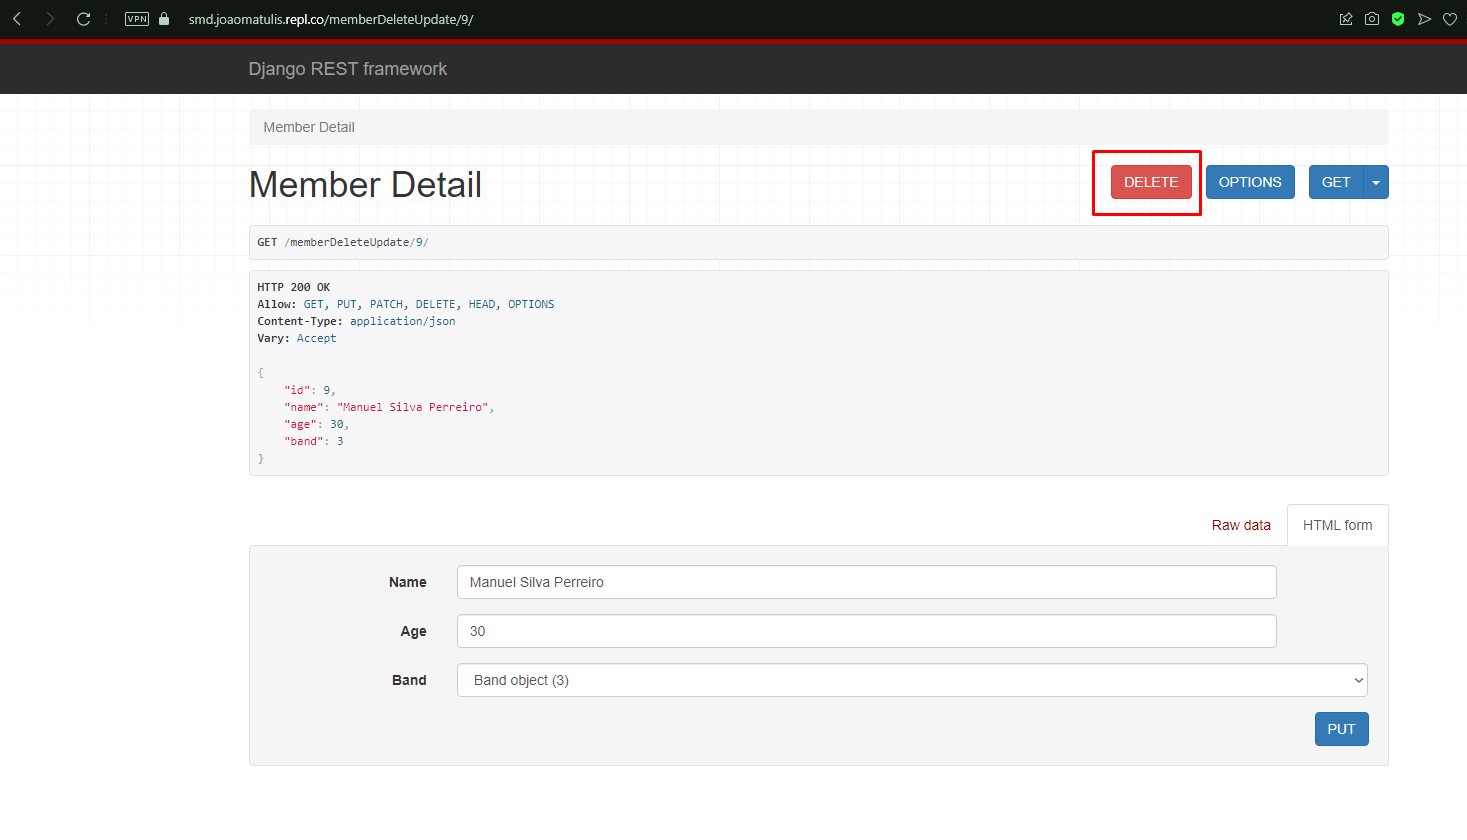 VPN smd.joaomatulis.repl.co/memberDeleteUpdate/9/
Django REST framework
Member Detail
Member Detail
DELETE OPTIONS GET
GET /memberDeleteUpdate/9/
HTTP 200 OK
Allow: GET, PUT, PATCH, DELETE, HEAD, OPTIONS
Content-Type: application/json
Vary: Accept
{
"id": 9,
"name": "Manuel Silva Perreiro",
"age": 30,
"band": 3
}
Raw data HTML form
Name Manuel Silva Perreiro
Age 30
Band Band object (3)
PUT